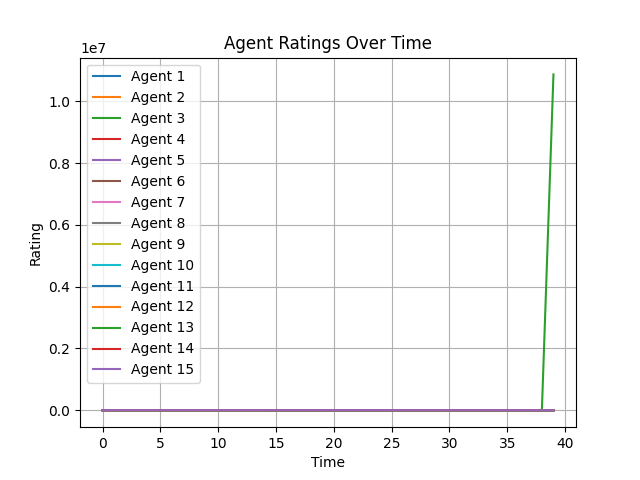 Agent Ratings Over Time
1e7
Agent 1
Agent 2
Agent 3
Agent 4
Agent 5
Agent 6
Agent 7
Agent 8
Agent 9
Agent 10
Agent 11
Agent 12
Agent 13
Agent 14
Agent 15
1.0
0.8
0.6
0.4
0.2
0.0
Rating
0 5 10 15 20 25 30 35 40
Time